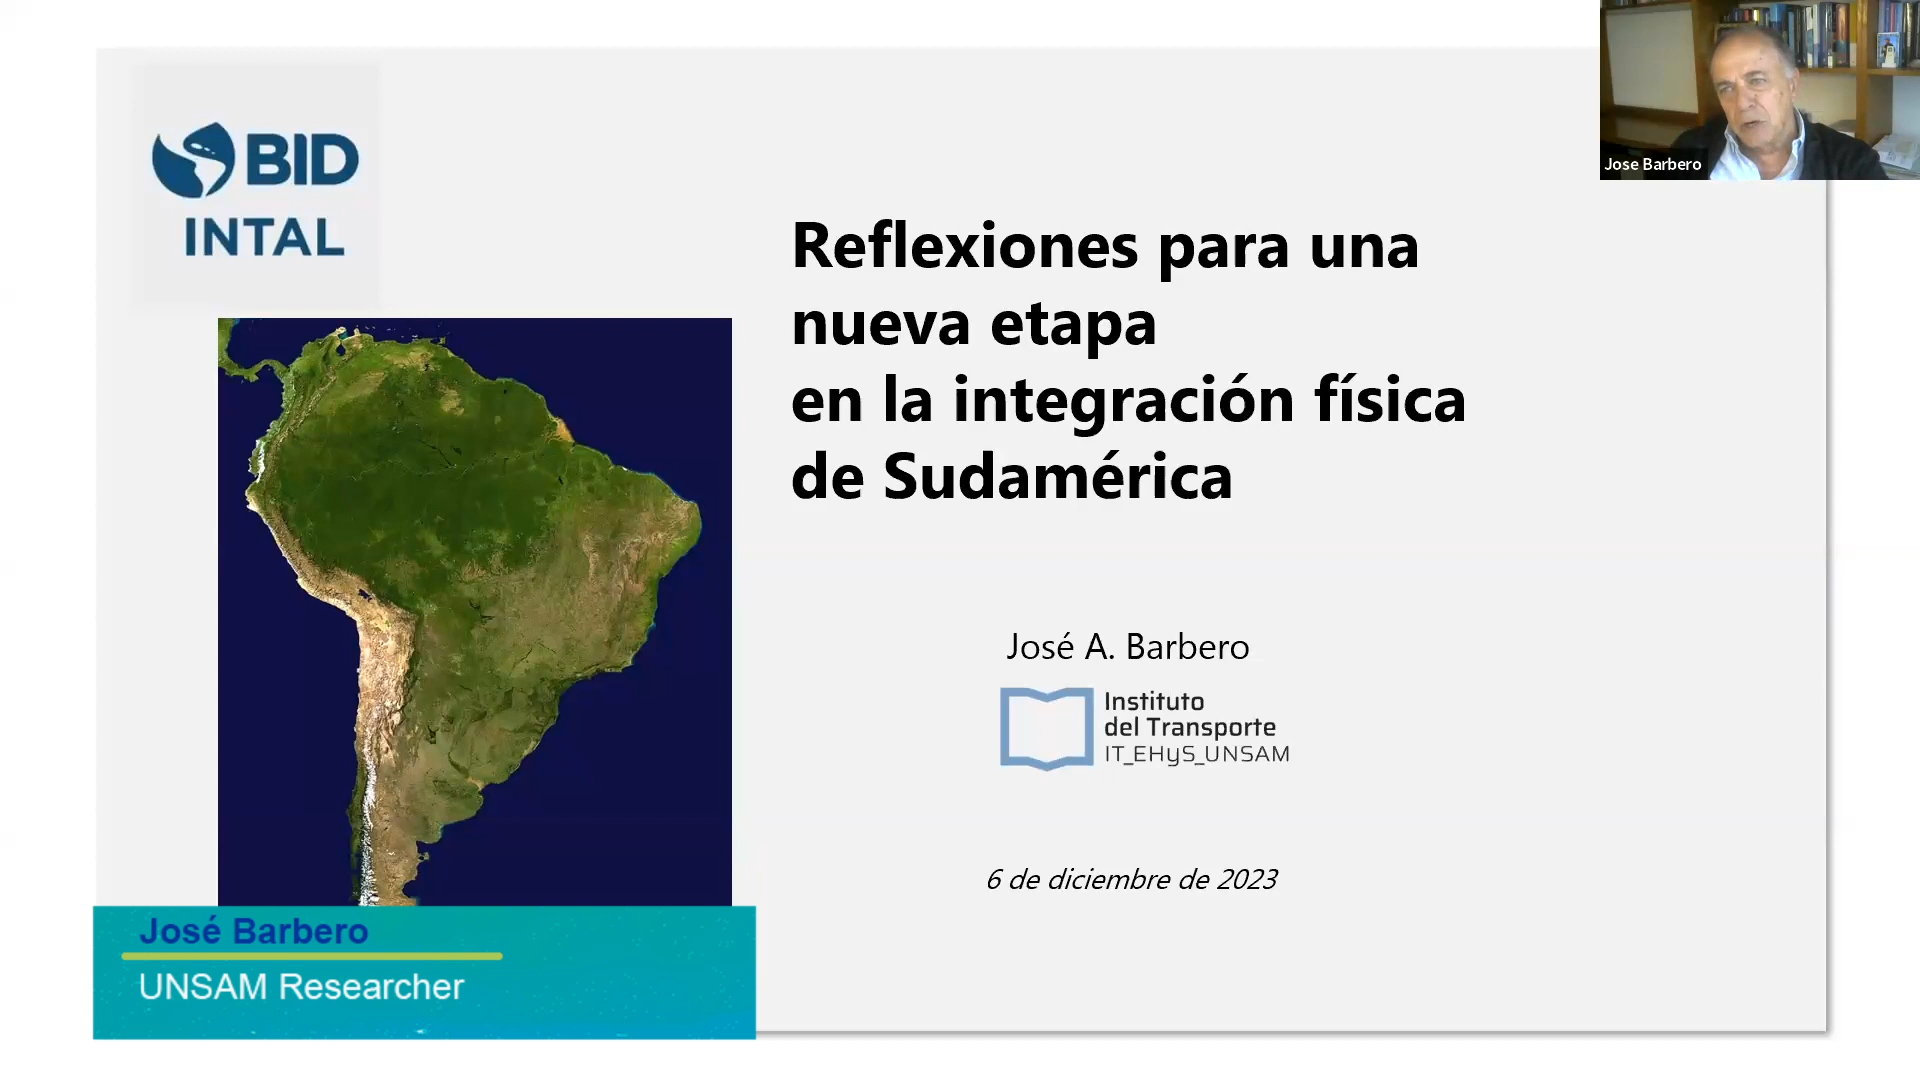 BID
INTAL
Jose Barbero
Reflexiones para una
nueva etapa
en la integración física
de Sudamérica
José A. Barbero
Instituto
del Transporte
IT_EHyS_UNSAM
6 de diciembre de 2023
José Barbero
UNSAM Researcher